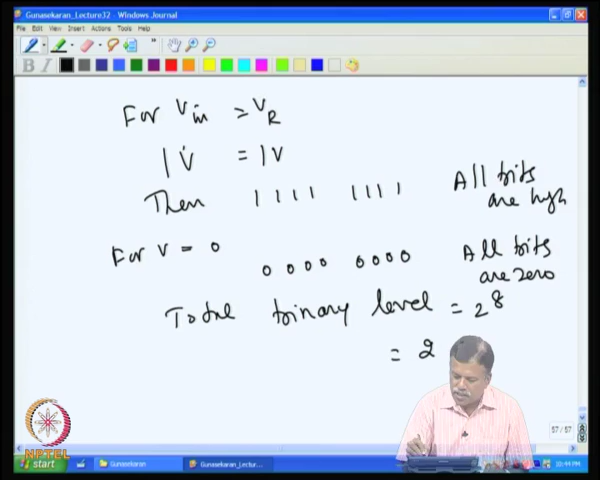 Gunasekaran_Lecture32 - Windows Journal
File Edit View Insert Actions Tools Help
For Vin = VR
1V = 1V
Then 1111 1111 All bits are high
For V = 0 0000 0000 All bits are zero
Total binary level = 2^8
= 2
57 / 57
NPTEL
start Gunasekaran Gunasekaran_Lectur...